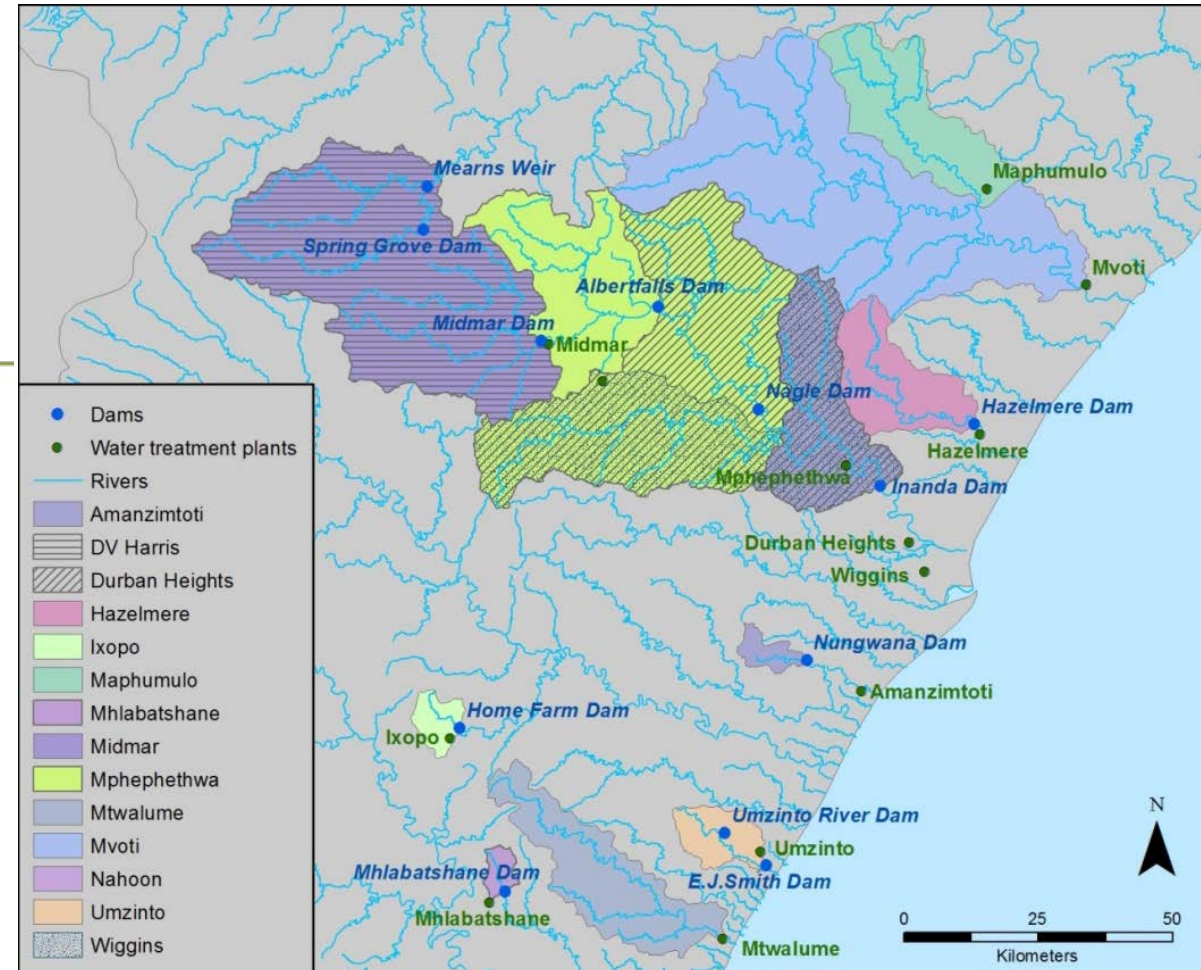 Mearns Weir
Maphumulo
Spring Grove Dam
Mvoti
Albertfalls Dam
Midmar Dam
Midmar
Nagle Dam
Hazelmere Dam
Hazelmere
Mphephethwa
Inanda Dam
Durban Heights
Wiggins
Nungwana Dam
Amanzimtoti
Home Farm Dam
Ixopo
Umzinto River Dam
Umzinto
Mhlabatshane Dam
E.J.Smith Dam
Mhlabatshane
Mtwalume
Dams
Water treatment plants
Rivers
Amanzimtoti
DV Harris
Durban Heights
Hazelmere
Ixopo
Maphumulo
Mhlabatshane
Midmar
Mphephethwa
Mtwalume
Mvoti
Nahoon
Umzinto
Wiggins
N
0 25 50
Kilometers